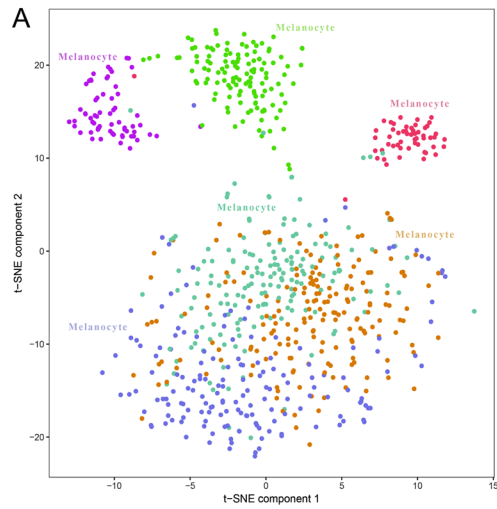 A
Melanocyte
Melanocyte
Melanocyte
Melanocyte
Melanocyte
Melanocyte
t-SNE component 2
20
10
0
−10
−20
−10
−5
0
5
10
15
t-SNE component 1